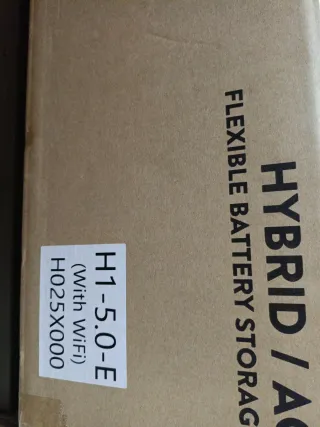 HYBRID / AC
FLEXIBLE BATTERY STORAG
H1-5.0-E
(With WiFi)
H025X000